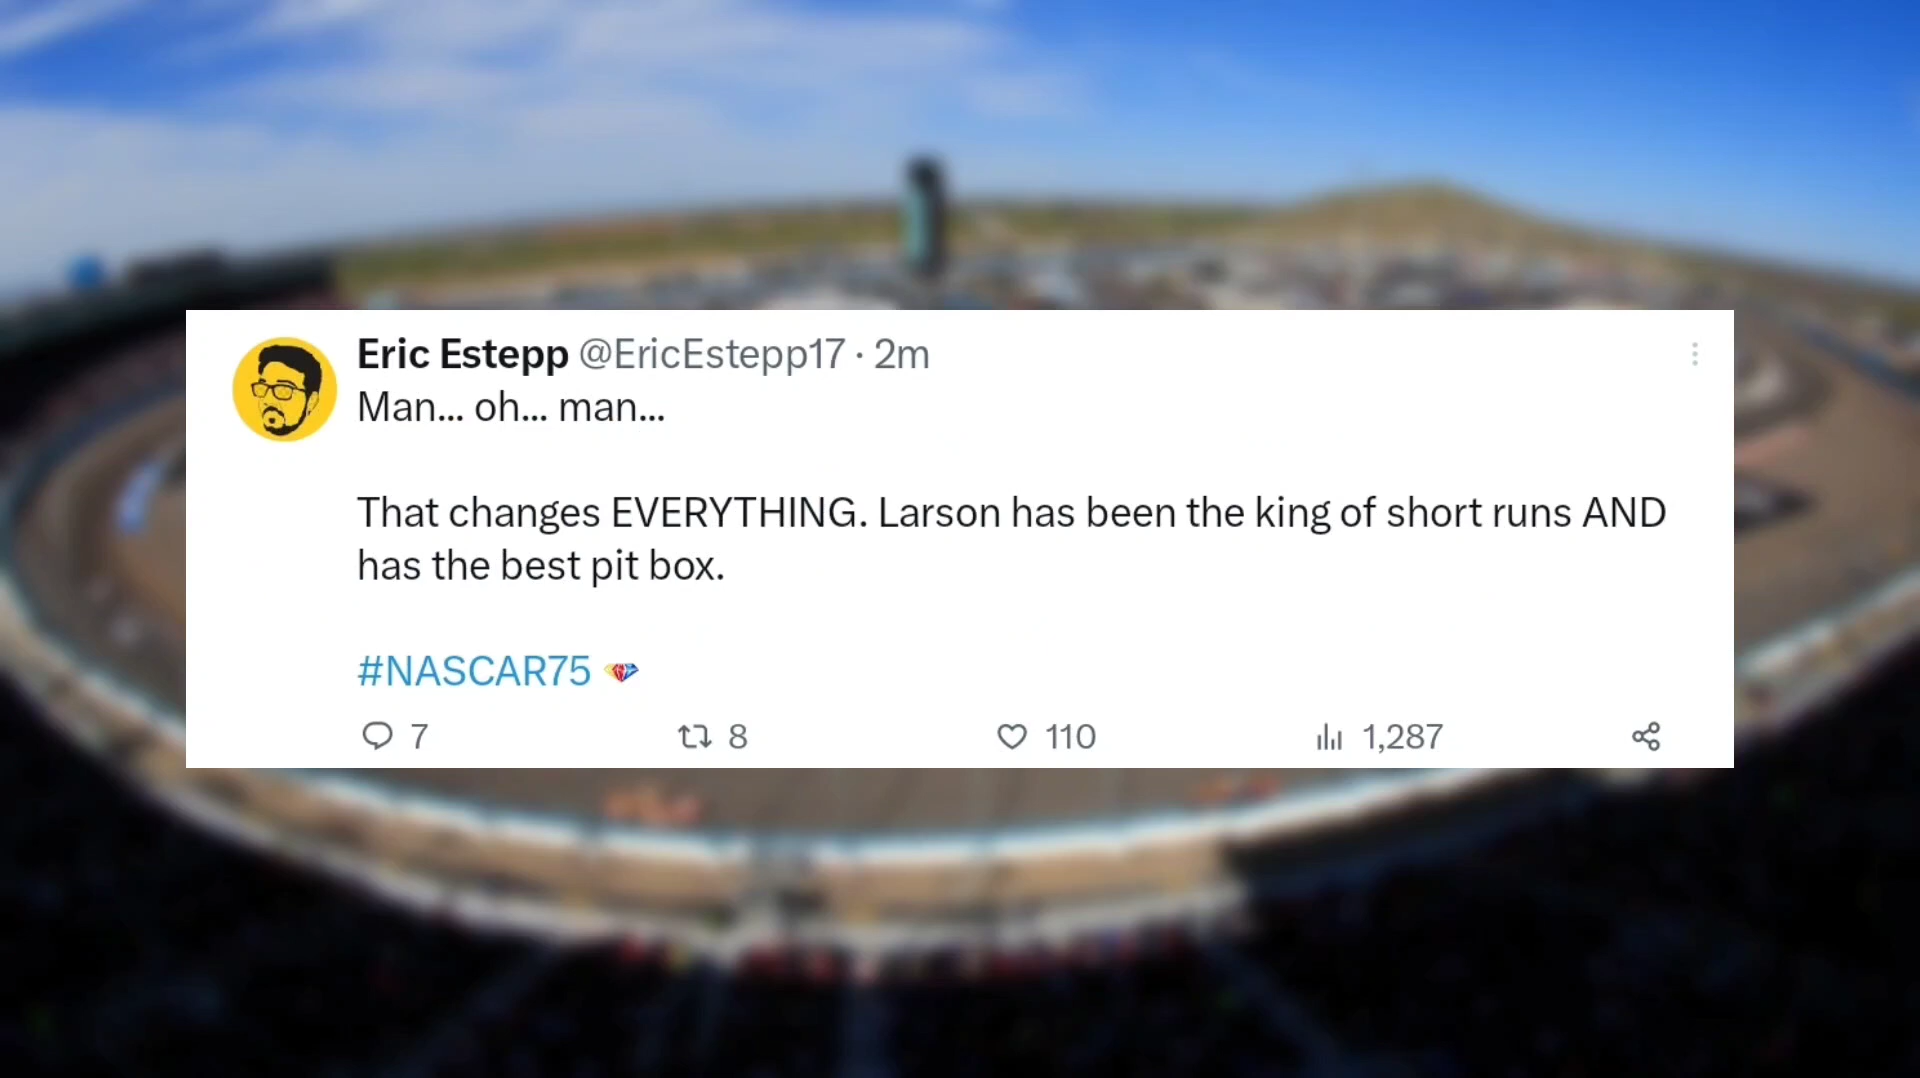 Eric Estepp @EricEstepp17 · 2m
Man... oh... man...
That changes EVERYTHING. Larson has been the king of short runs AND
has the best pit box.
#NASCAR75
7 8 110 1,287